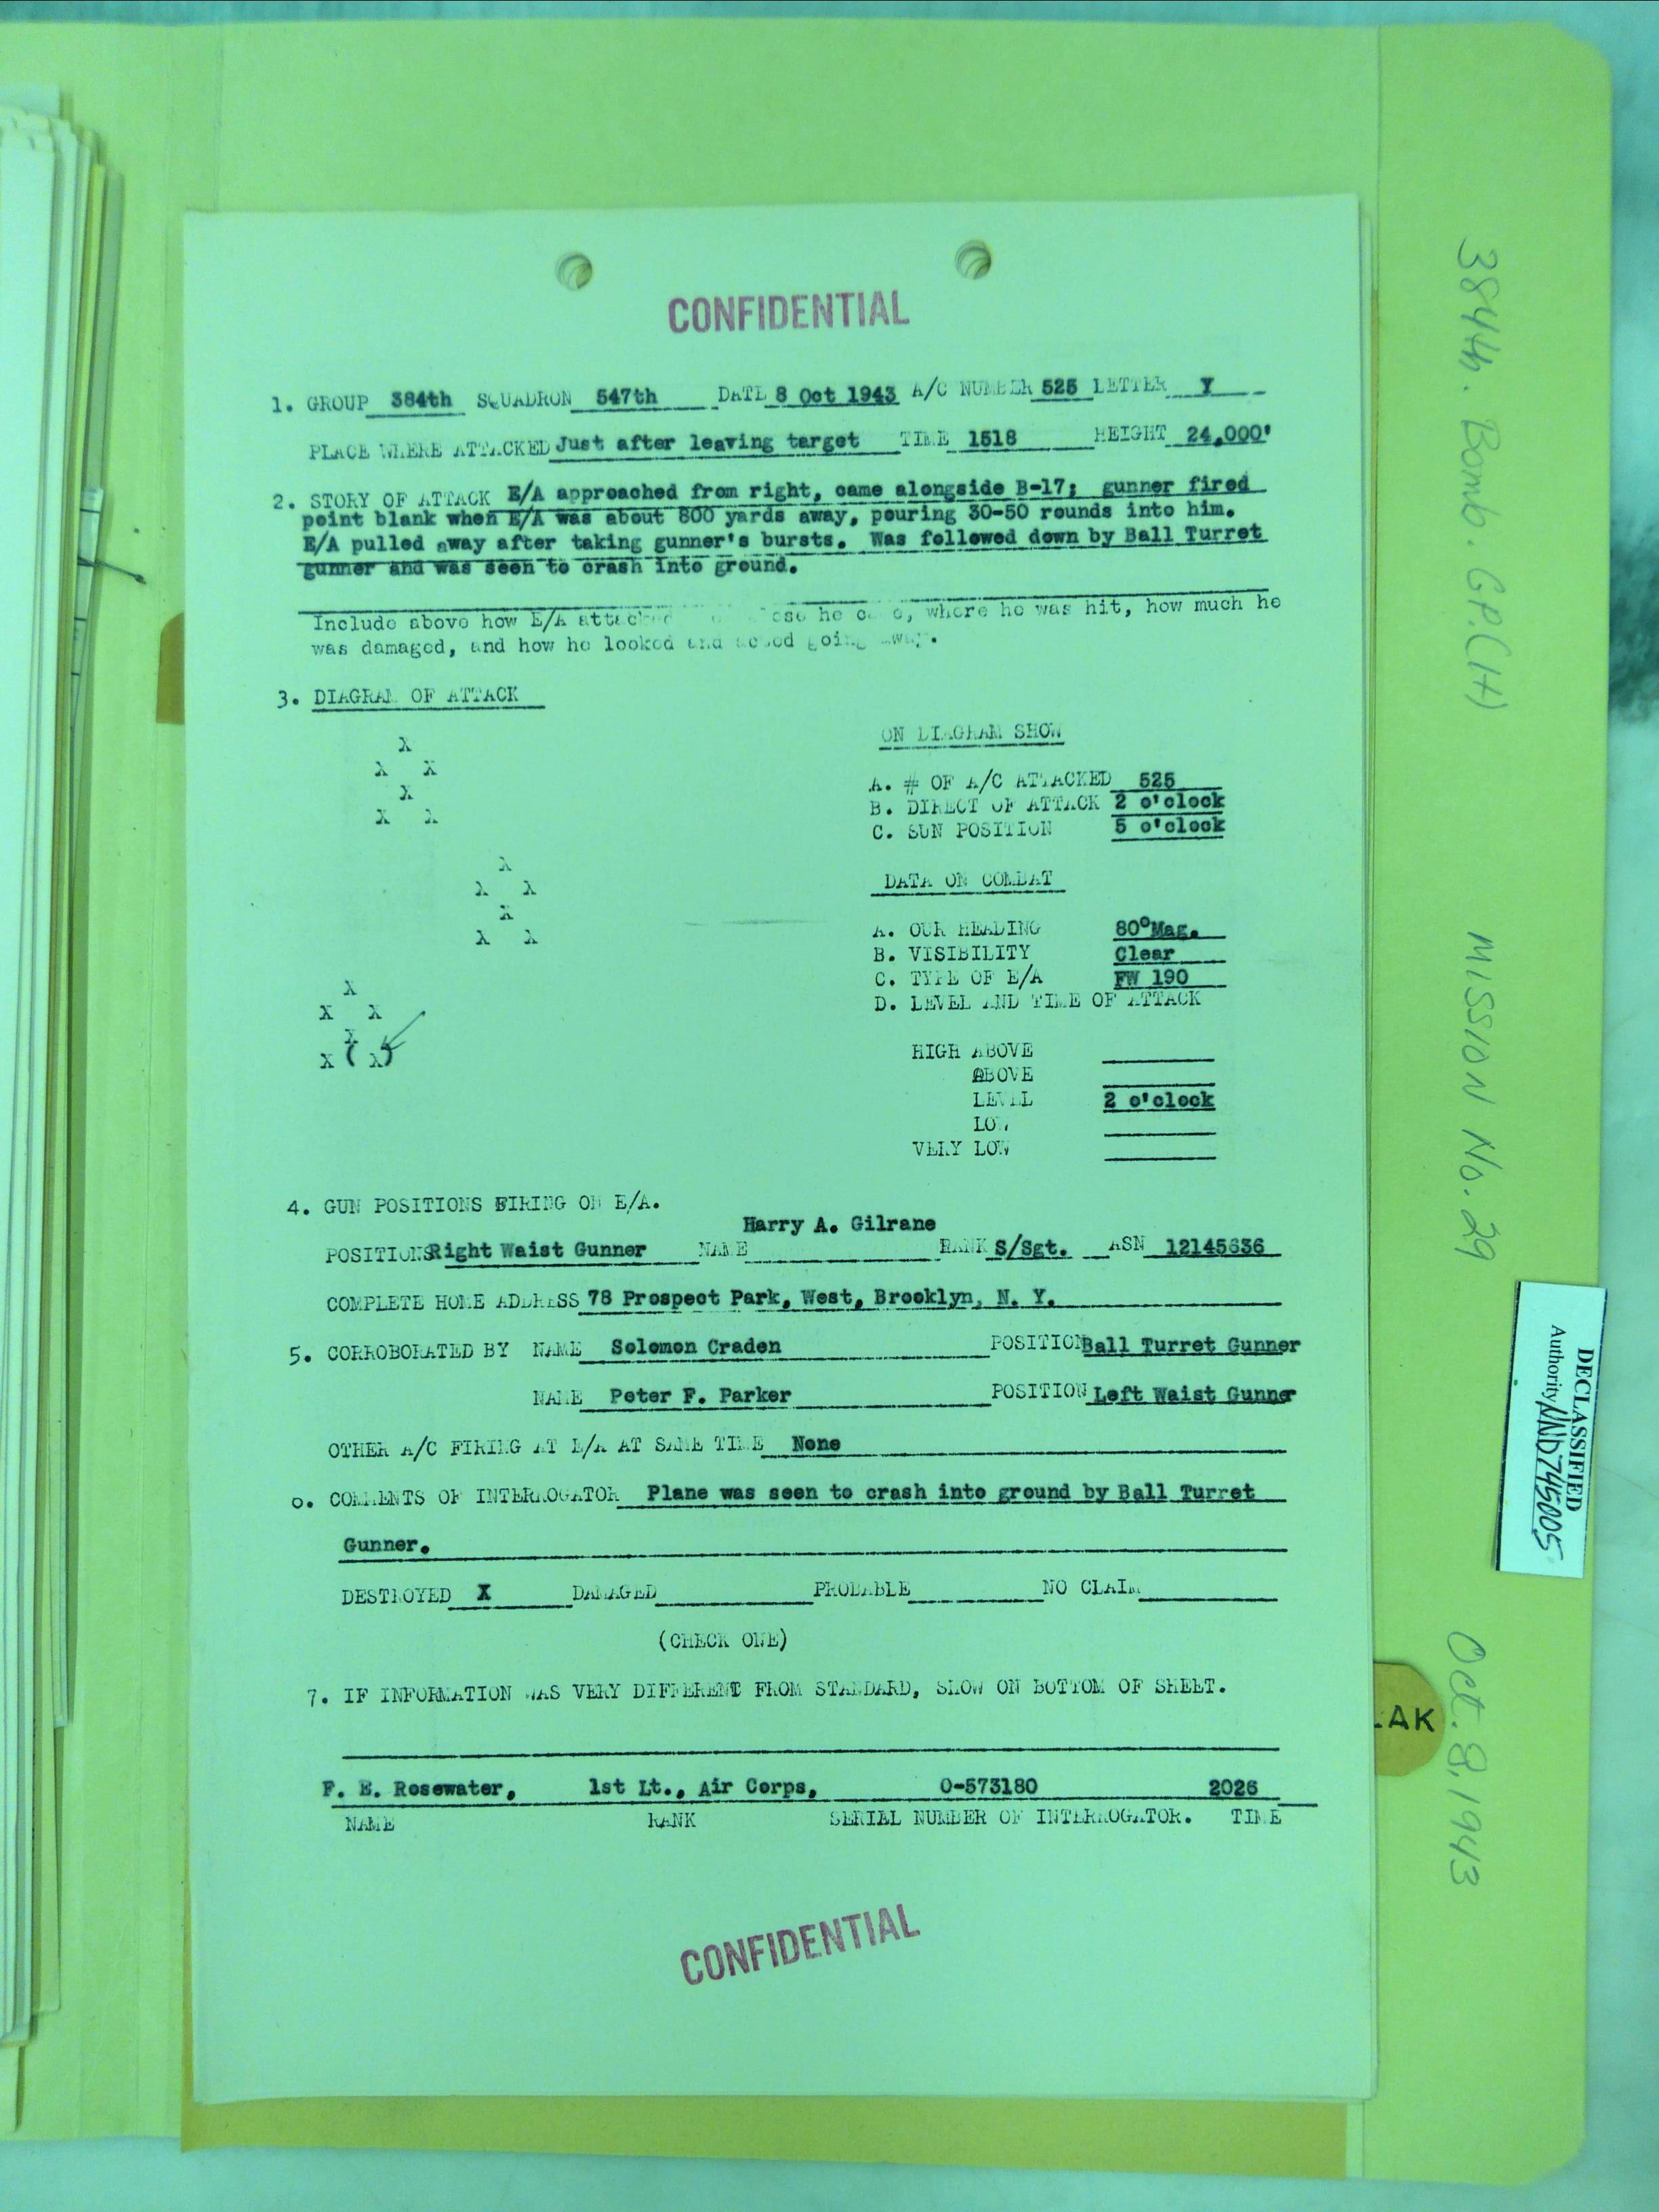 CONFIDENTIAL
1. GROUP 384th SQUADRON 547th DATE 8 Oct 1943 A/C NUMBER 525 LETTER Y
PLACE WHERE ATTACKED Just after leaving target TIME 1518 HEIGHT 24,000'
2. STORY OF ATTACK E/A approached from right, came alongside B-17; gunner fired
point blank when E/A was about 800 yards away, pouring 30-50 rounds into him.
E/A pulled away after taking gunner's bursts. Was followed down by Ball Turret
gunner and was seen to crash into ground.
Include above how E/A attacked he where he was hit, how much he
was damaged, and how he looked and acted going away.
3. DIAGRAM OF ATTACK
X
X X
X
X X
X
X X
X
X X
X
X X
X
X ( X )
ON DIAGRAM SHOW
A. # OF A/C ATTACKED 525
B. DIRECT OF ATTACK 2 o'clock
C. SUN POSITION 5 o'clock
DATA ON COMBAT
A. OUR HEADING 80° Mag.
B. VISIBILITY Clear
C. TYPE OF E/A FW 190
D. LEVEL AND TIME OF ATTACK
HIGH ABOVE
ABOVE
LEVEL 2 o'clock
LOW
VERY LOW
4. GUN POSITIONS FIRING ON E/A.
Harry A. Gilrane
POSITIONS Right Waist Gunner NAME RANK S/Sgt. ASN 12145636
COMPLETE HOME ADDRESS 78 Prospect Park, West, Brooklyn, N. Y.
5. CORROBORATED BY NAME Solomon Craden POSITION Ball Turret Gunner
NAME Peter F. Parker POSITION Left Waist Gunner
OTHER A/C FIRING AT E/A AT SAME TIME None
6. COMMENTS OF INTERROGATOR Plane was seen to crash into ground by Ball Turret
Gunner.
DESTROYED X DAMAGED PROBABLE NO CLAIM
(CHECK ONE)
7. IF INFORMATION WAS VERY DIFFERENT FROM STANDARD, SHOW ON BOTTOM OF SHEET.
F. E. Rosewater, 1st Lt., Air Corps, O-573180 2026
NAME RANK SERIAL NUMBER OF INTERROGATOR. TIME
CONFIDENTIAL
384th. Bomb. GP.(H) MISSION No. 29 Oct. 8, 1943
DECLASSIFIED
Authority NND745005
AK